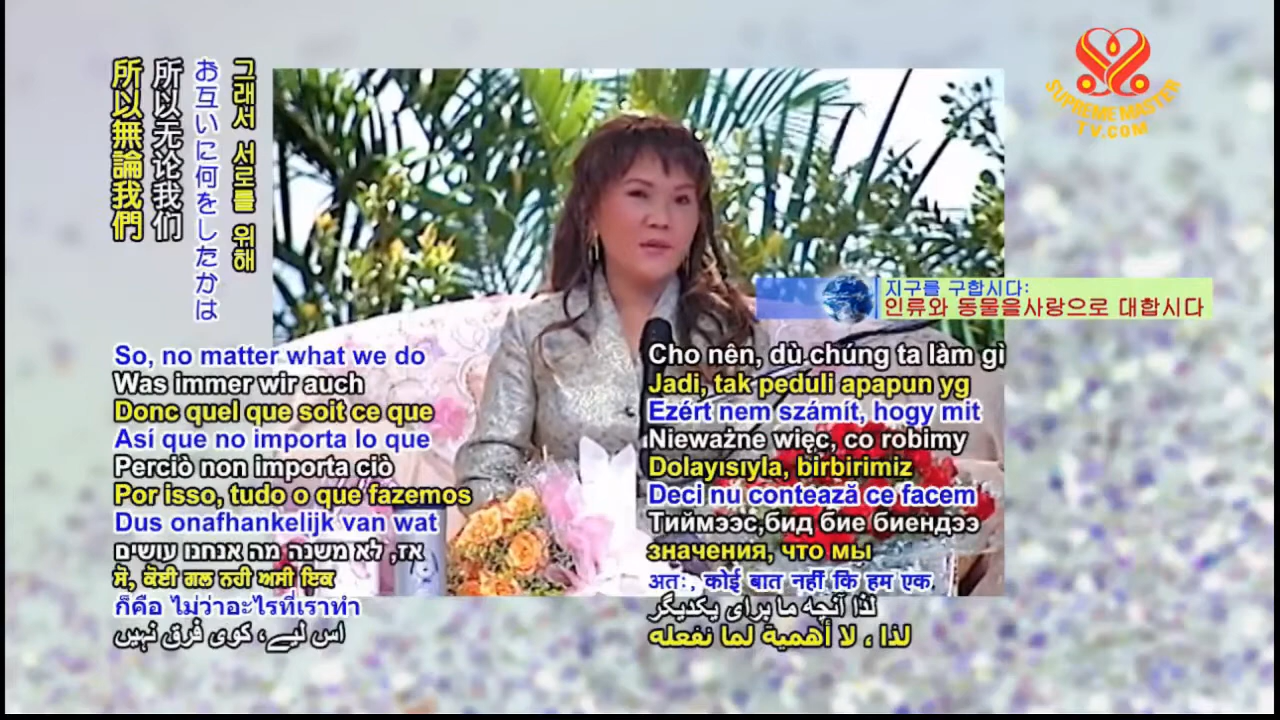 그래서 서로를 위해
お互いに何をしたかは
所以无论我们
所以無論我們
SUPREME MASTER
TV.COM
지구를 구합시다:
인류와 동물을사랑으로 대합시다
So, no matter what we do
Was immer wir auch
Donc quel que soit ce que
Así que no importa lo que
Perciò non importa ciò
Por isso, tudo o que fazemos
Dus onafhankelijk van wat
אז, לא משנה מה אנחנו עושים
ਸੋ, ਕੋਈ ਗਲ ਨਹੀ ਅਸੀ ਇਕ
ก็คือ ไม่ว่าอะไรที่เราทำ
اس لیے، کوی فرق نہیں
Cho nên, dù chúng ta làm gì
Jadi, tak peduli apapun yg
Ezért nem számít, hogy mit
Nieważne więc, co robimy
Dolayısıyla, birbirimiz
Deci nu contează ce facem
Тиймээс,бид бие биендээ
значения, что мы
अतः, कोई बात नहीं कि हम एक
لذا آنچه ما برای یکدیگر
لذا ، لا أهمية لما نفعله